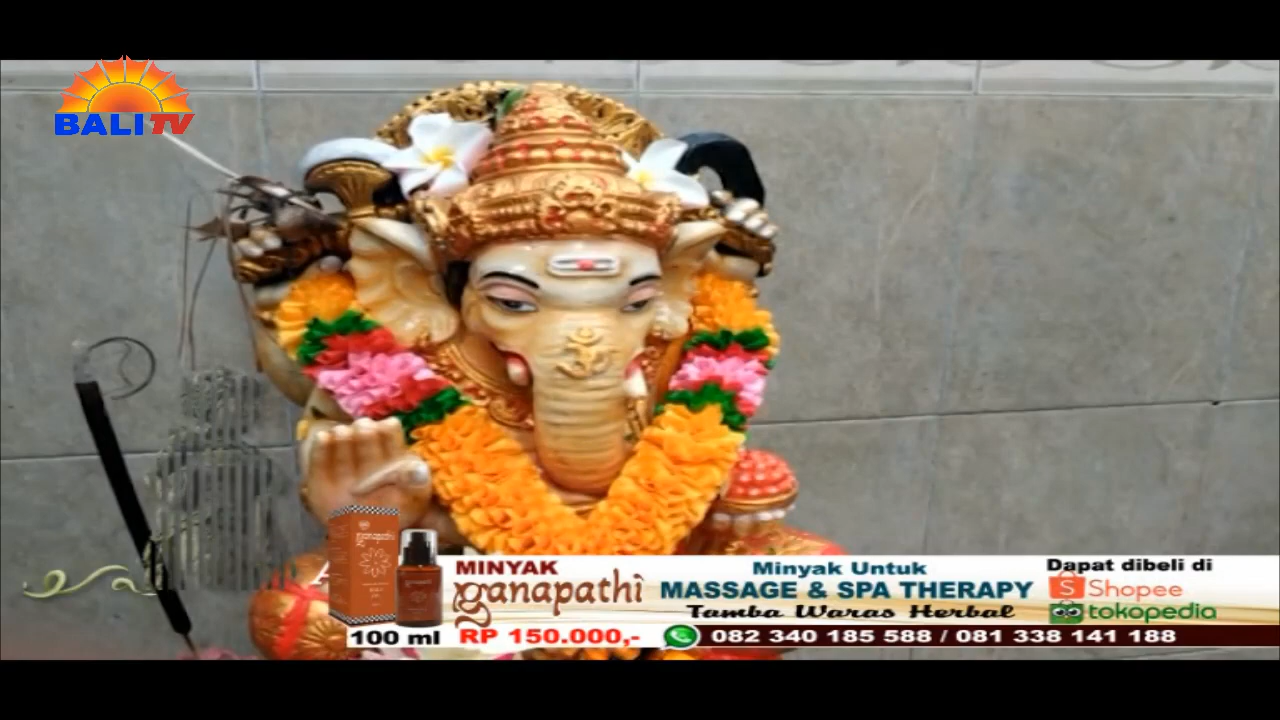 BALI TV
ganapathi
MINYAK
ganapathi
100 ml
RP 150.000,-
Minyak Untuk
MASSAGE & SPA THERAPY
Tamba Waras Herbal
082 340 185 588 / 081 338 141 188
Dapat dibeli di
Shopee
tokopedia